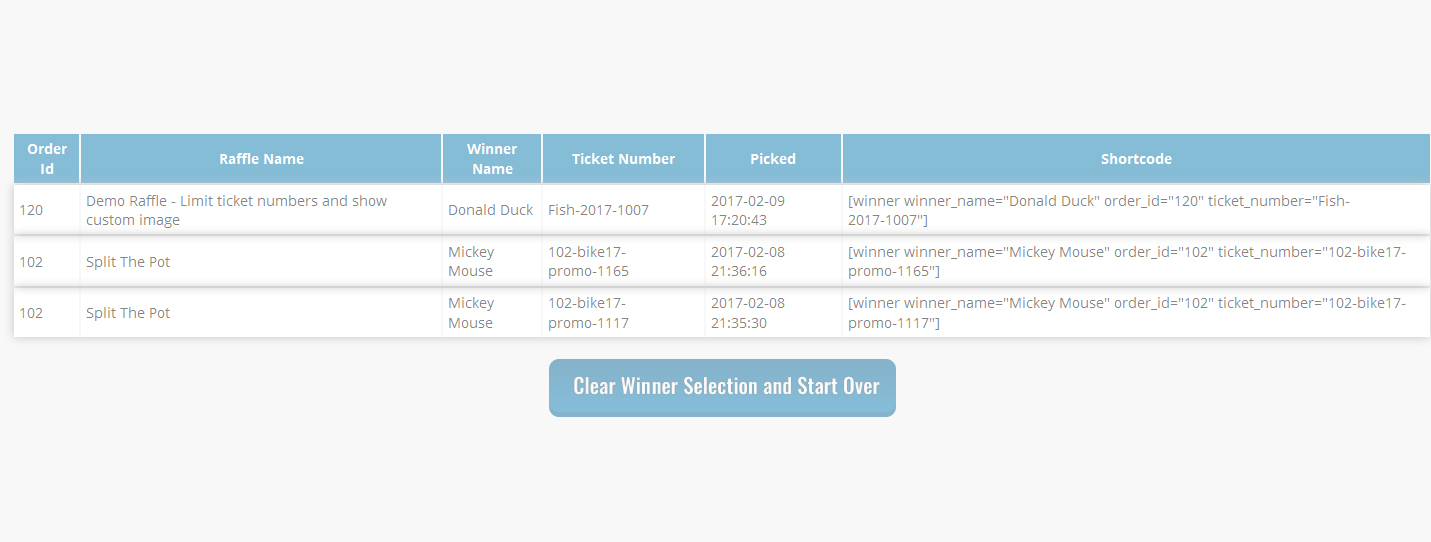 Order Id
Raffle Name
Winner Name
Ticket Number
Picked
Shortcode
120
Demo Raffle - Limit ticket numbers and show
custom image
Donald Duck
Fish-2017-1007
2017-02-09
17:20:43
[winner winner_name="Donald Duck" order_id="120" ticket_number="Fish-
2017-1007"]
102
Split The Pot
Mickey
Mouse
102-bike17-
promo-1165
2017-02-08
21:36:16
[winner winner_name="Mickey Mouse" order_id="102" ticket_number="102-bike17-
promo-1165"]
102
Split The Pot
Mickey
Mouse
102-bike17-
promo-1117
2017-02-08
21:35:30
[winner winner_name="Mickey Mouse" order_id="102" ticket_number="102-bike17-
promo-1117"]
Clear Winner Selection and Start Over